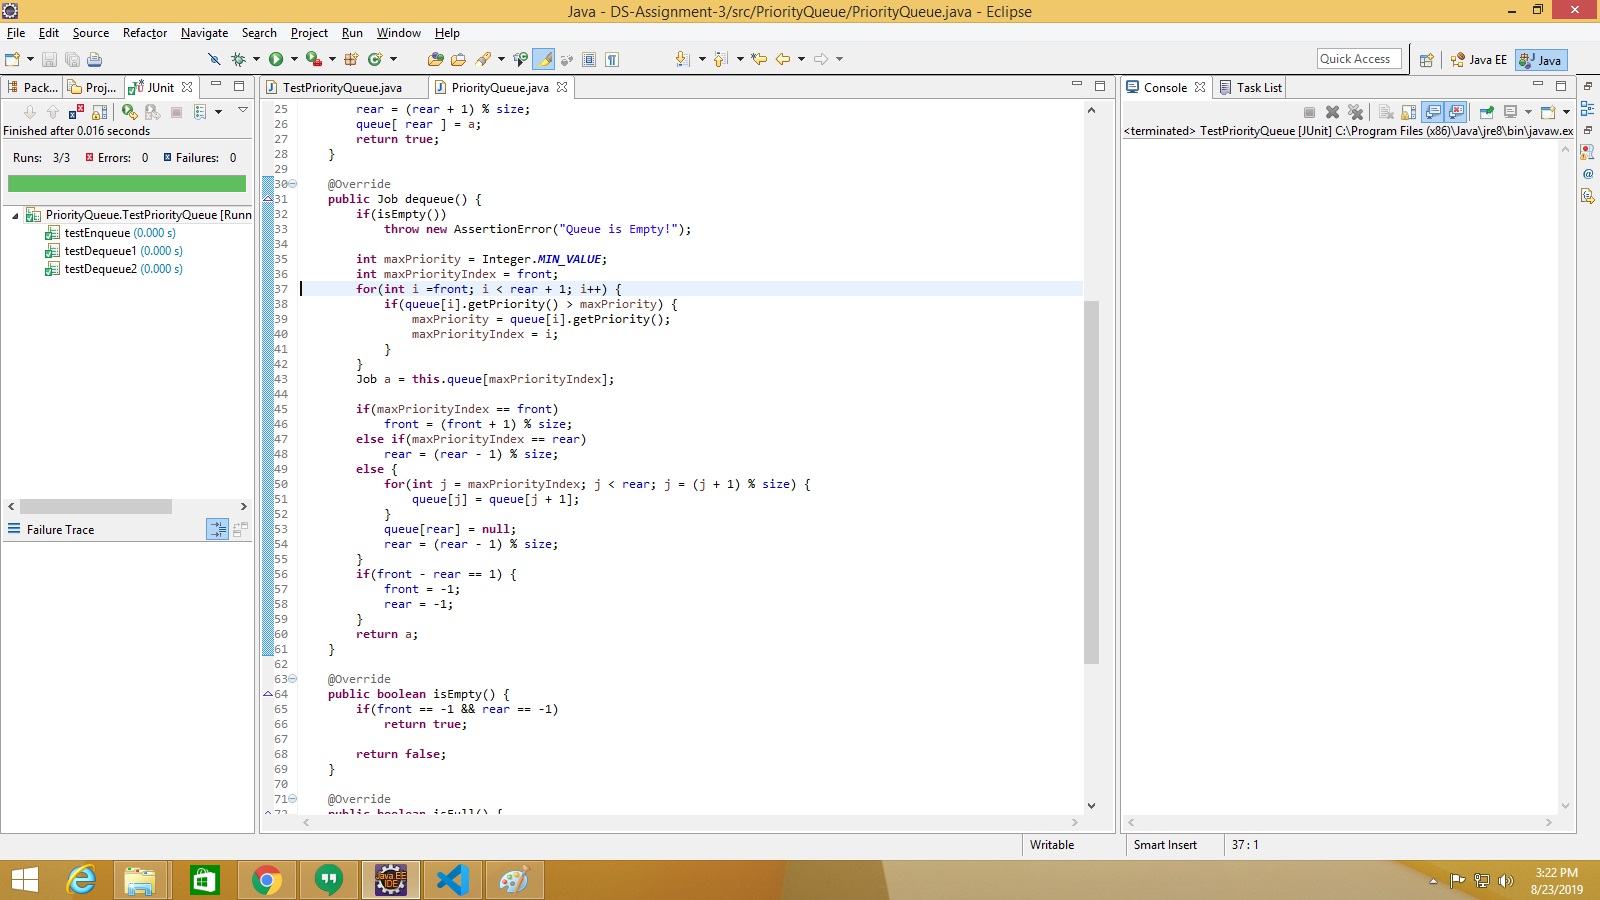 Java - DS-Assignment-3/src/PriorityQueue/PriorityQueue.java - Eclipse
File Edit Source Refactor Navigate Search Project Run Window Help
Quick Access
Java EE
Java
Pack...
Proj...
JUnit
Finished after 0.016 seconds
Runs: 3/3 Errors: 0 Failures: 0
PriorityQueue.TestPriorityQueue [Runn
testEnqueue (0.000 s)
testDequeue1 (0.000 s)
testDequeue2 (0.000 s)
Failure Trace
TestPriorityQueue.java
PriorityQueue.java
25 rear = (rear + 1) % size;
26 queue[ rear ] = a;
27 return true;
28 }
29
30 @Override
31 public Job dequeue() {
32 if(isEmpty())
33 throw new AssertionError("Queue is Empty!");
34
35 int maxPriority = Integer.MIN_VALUE;
36 int maxPriorityIndex = front;
37 for(int i =front; i < rear + 1; i++) {
38 if(queue[i].getPriority() > maxPriority) {
39 maxPriority = queue[i].getPriority();
40 maxPriorityIndex = i;
41 }
42 }
43 Job a = this.queue[maxPriorityIndex];
44
45 if(maxPriorityIndex == front)
46 front = (front + 1) % size;
47 else if(maxPriorityIndex == rear)
48 rear = (rear - 1) % size;
49 else {
50 for(int j = maxPriorityIndex; j < rear; j = (j + 1) % size) {
51 queue[j] = queue[j + 1];
52 }
53 queue[rear] = null;
54 rear = (rear - 1) % size;
55 }
56 if(front - rear == 1) {
57 front = -1;
58 rear = -1;
59 }
60 return a;
61 }
62
63 @Override
64 public boolean isEmpty() {
65 if(front == -1 && rear == -1)
66 return true;
67
68 return false;
69 }
70
71 @Override
72 public boolean isFull() {
Console
Task List
<terminated> TestPriorityQueue [JUnit] C:\Program Files (x86)\Java\jre8\bin\javaw.ex
Writable
Smart Insert
37 : 1
Java EE
IDE
3:22 PM
8/23/2019